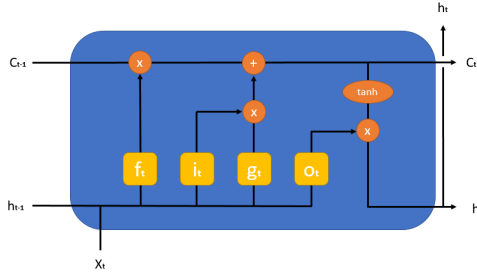 hₜ
Cₜ₋₁
x
+
Cₜ
tanh
x
x
fₜ
iₜ
gₜ
oₜ
hₜ₋₁
h
Xₜ